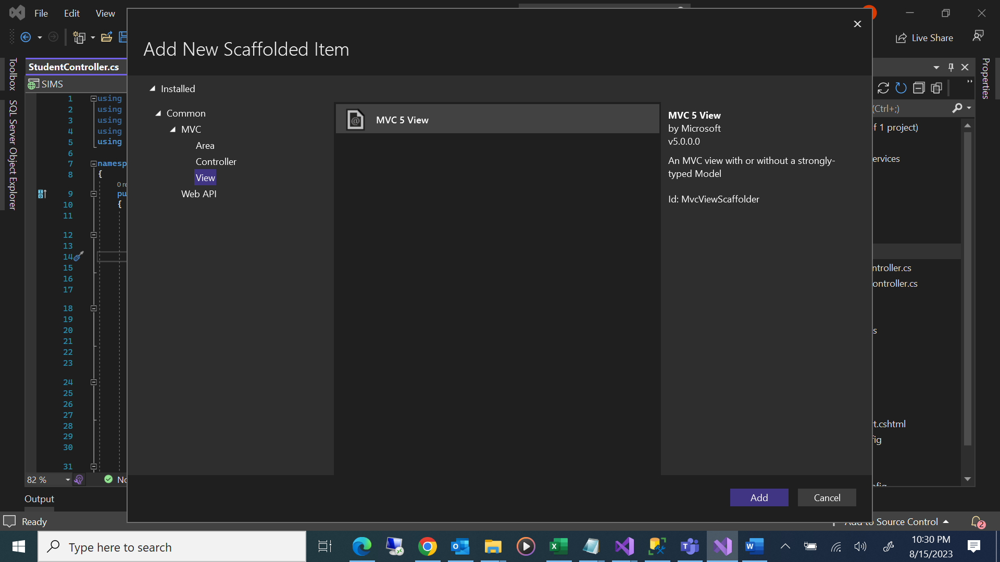 File Edit View
Live Share
Add New Scaffolded Item
Toolbox
SQL Server Object Explorer
Properties
StudentController.cs
SIMS
1 using
2 using
3 using
4 using
5 using
6
7 namesp
8 {
0 re
9 pu
10 {
11
12
13
14
15
16
17
18
19
20
21
22
23
24
25
26
27
28
29
30
31
82 %
No
Installed
Common
MVC
Area
Controller
View
Web API
MVC 5 View
MVC 5 View
by Microsoft
v5.0.0.0
An MVC view with or without a strongly-
typed Model
Id: MvcViewScaffolder
(Ctrl+;)
f 1 project)
ervices
ntroller.cs
ontroller.cs
s
t.cshtml
ig
Add Cancel
Output
Ready
Source Control
2
Type here to search
10:30 PM
8/15/2023